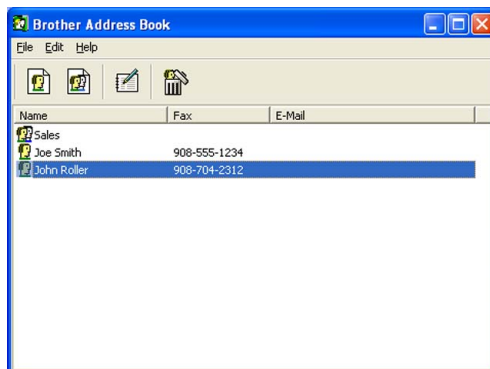 Brother Address Book
File Edit Help
Name Fax E-Mail
Sales
Joe Smith 908-555-1234
John Roller 908-704-2312